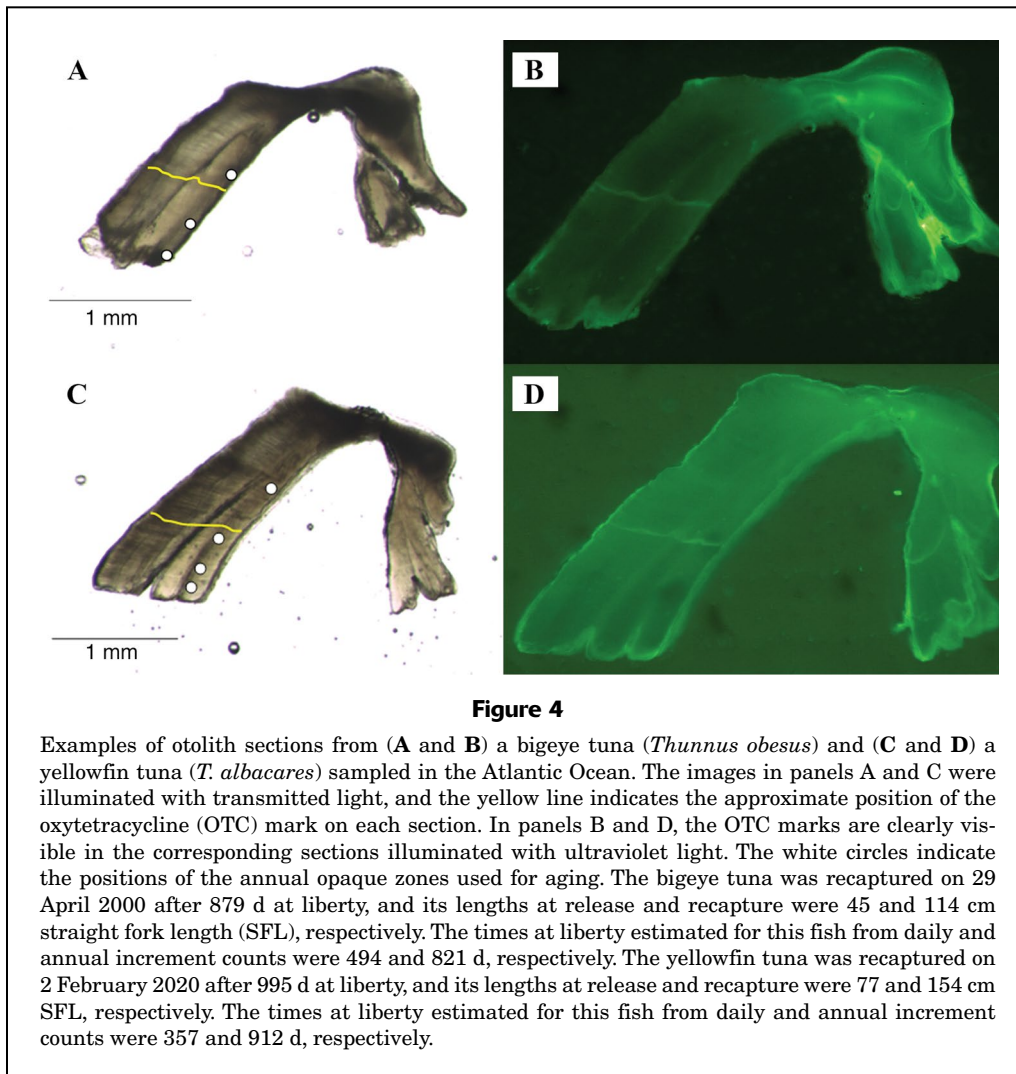 A
B
1 mm
C
D
1 mm
Figure 4
Examples of otolith sections from (A and B) a bigeye tuna (Thunnus obesus) and (C and D) a
yellowfin tuna (T. albacares) sampled in the Atlantic Ocean. The images in panels A and C were
illuminated with transmitted light, and the yellow line indicates the approximate position of the
oxytetracycline (OTC) mark on each section. In panels B and D, the OTC marks are clearly vis-
ible in the corresponding sections illuminated with ultraviolet light. The white circles indicate
the positions of the annual opaque zones used for aging. The bigeye tuna was recaptured on 29
April 2000 after 879 d at liberty, and its lengths at release and recapture were 45 and 114 cm
straight fork length (SFL), respectively. The times at liberty estimated for this fish from daily and
annual increment counts were 494 and 821 d, respectively. The yellowfin tuna was recaptured on
2 February 2020 after 995 d at liberty, and its lengths at release and recapture were 77 and 154 cm
SFL, respectively. The times at liberty estimated for this fish from daily and annual increment
counts were 357 and 912 d, respectively.